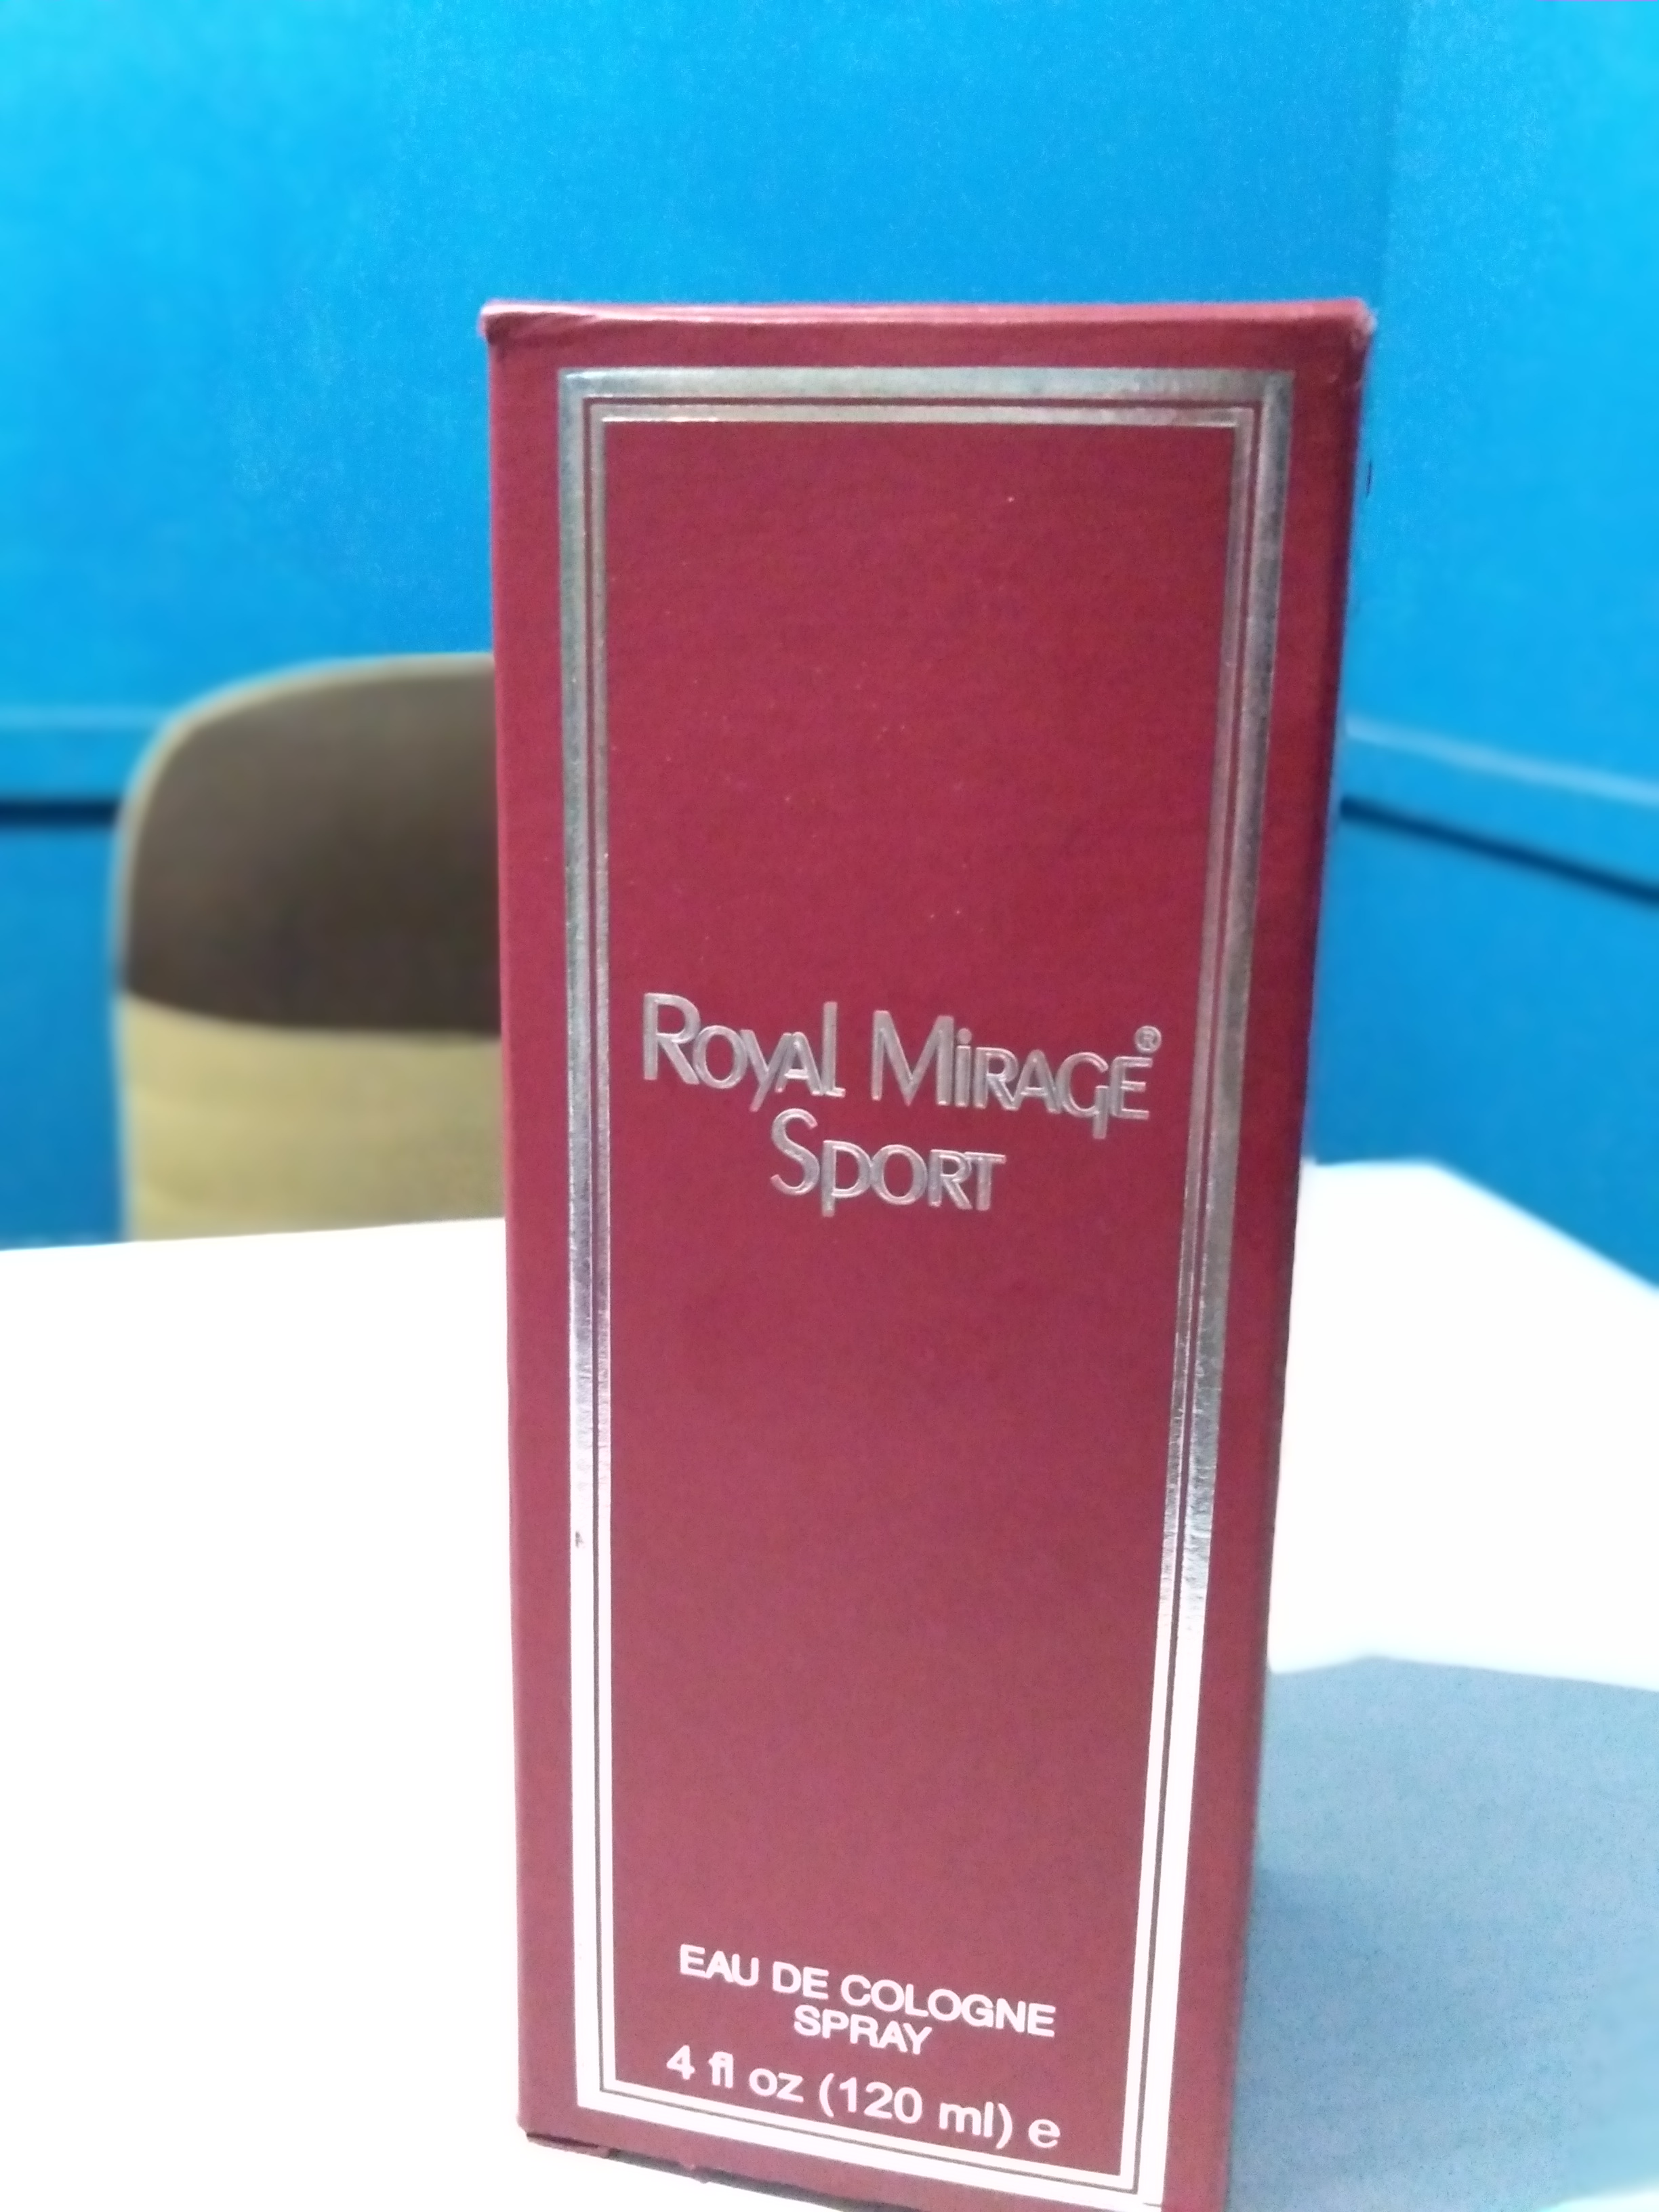 Royal Mirage®
Sport
EAU DE COLOGNE
SPRAY
4 fl oz (120 ml) e